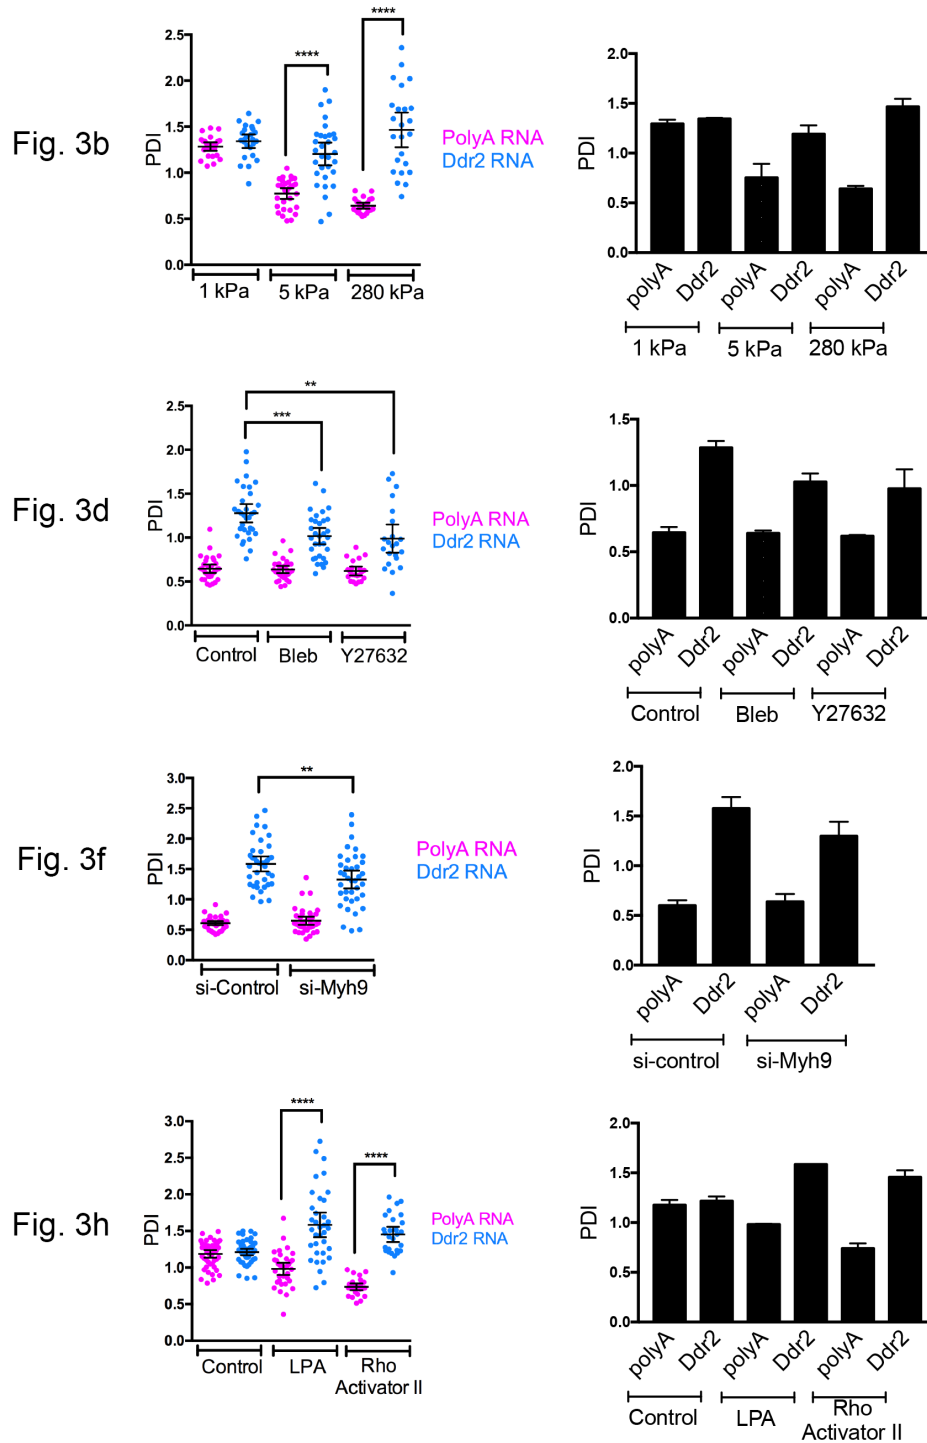 Fig. 3b
PDI
2.5
2.0
1.5
1.0
0.5
0.0
****
****
1 kPa
5 kPa
280 kPa
PolyA RNA
Ddr2 RNA
PDI
2.0
1.5
1.0
0.5
0.0
polyA
Ddr2
polyA
Ddr2
polyA
Ddr2
1 kPa
5 kPa
280 kPa
Fig. 3d
PDI
2.5
2.0
1.5
1.0
0.5
0.0
**
***
Control
Bleb
Y27632
PolyA RNA
Ddr2 RNA
PDI
1.5
1.0
0.5
0.0
polyA
Ddr2
polyA
Ddr2
polyA
Ddr2
Control
Bleb
Y27632
Fig. 3f
PDI
3.0
2.5
2.0
1.5
1.0
0.5
0.0
**
si-Control
si-Myh9
PolyA RNA
Ddr2 RNA
PDI
2.0
1.5
1.0
0.5
0.0
polyA
Ddr2
polyA
Ddr2
si-control
si-Myh9
Fig. 3h
PDI
3.0
2.5
2.0
1.5
1.0
0.5
0.0
****
****
Control
LPA
Rho
Activator II
PolyA RNA
Ddr2 RNA
PDI
2.0
1.5
1.0
0.5
0.0
polyA
Ddr2
polyA
Ddr2
polyA
Ddr2
Control
LPA
Rho
Activator II